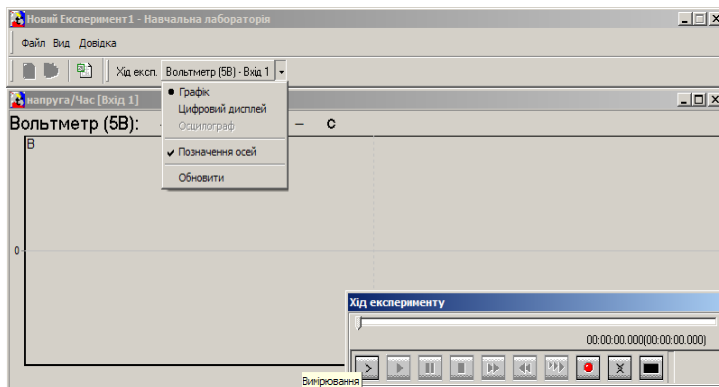 Новий Експеримент1 - Навчальна лабораторія
Файл Вид Довідка
Хід експ. Вольтметр (5В) - Вхід 1
Графік
Цифровий дисплей
Осцилограф
Позначення осей
Обновити
напруга/Час [Вхід 1]
Вольтметр (5В): - – с
В
0
Хід експерименту
00:00:00.000(00:00:00.000)
Вимірювання